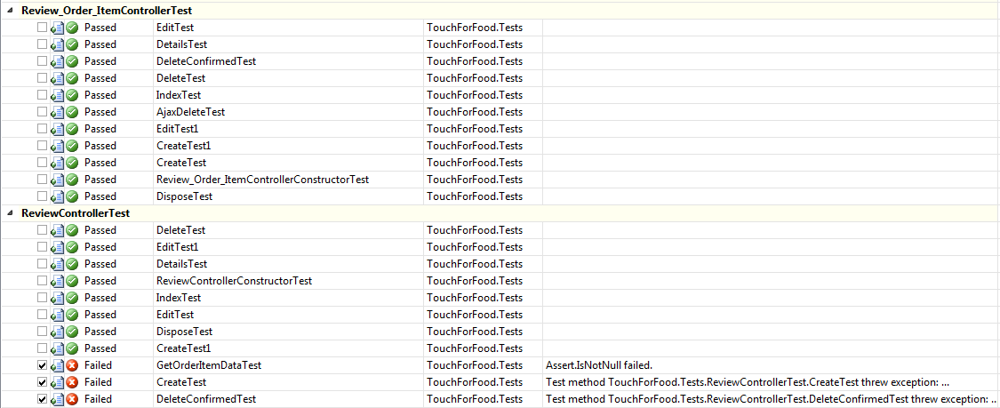 Review_Order_ItemControllerTest
Passed EditTest TouchForFood.Tests
Passed DetailsTest TouchForFood.Tests
Passed DeleteConfirmedTest TouchForFood.Tests
Passed DeleteTest TouchForFood.Tests
Passed IndexTest TouchForFood.Tests
Passed AjaxDeleteTest TouchForFood.Tests
Passed EditTest1 TouchForFood.Tests
Passed CreateTest1 TouchForFood.Tests
Passed CreateTest TouchForFood.Tests
Passed Review_Order_ItemControllerConstructorTest TouchForFood.Tests
Passed DisposeTest TouchForFood.Tests
ReviewControllerTest
Passed DeleteTest TouchForFood.Tests
Passed EditTest1 TouchForFood.Tests
Passed DetailsTest TouchForFood.Tests
Passed ReviewControllerConstructorTest TouchForFood.Tests
Passed IndexTest TouchForFood.Tests
Passed EditTest TouchForFood.Tests
Passed DisposeTest TouchForFood.Tests
Passed CreateTest1 TouchForFood.Tests
Failed GetOrderItemDataTest TouchForFood.Tests Assert.IsNotNull failed.
Failed CreateTest TouchForFood.Tests Test method TouchForFood.Tests.ReviewControllerTest.CreateTest threw exception: ...
Failed DeleteConfirmedTest TouchForFood.Tests Test method TouchForFood.Tests.ReviewControllerTest.DeleteConfirmedTest threw exception: ..